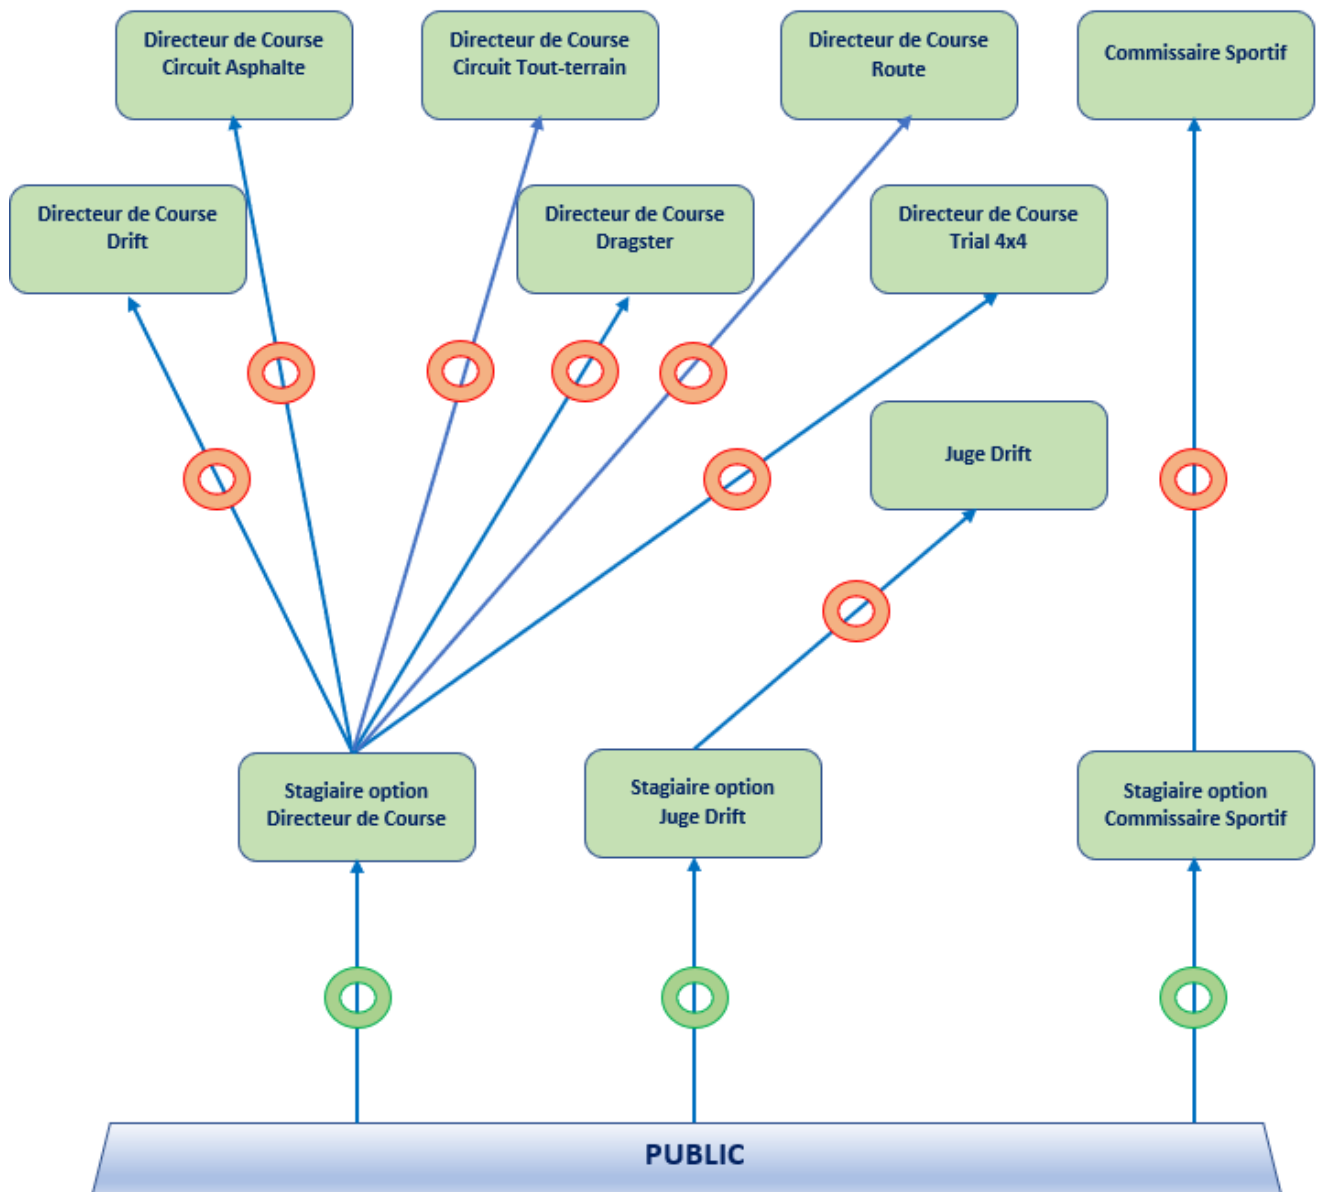 Directeur de Course
Circuit Asphalte
Directeur de Course
Circuit Tout-terrain
Directeur de Course
Route
Commissaire Sportif
Directeur de Course
Drift
Directeur de Course
Dragster
Directeur de Course
Trial 4x4
Juge Drift
Stagiaire option
Directeur de Course
Stagiaire option
Juge Drift
Stagiaire option
Commissaire Sportif
PUBLIC